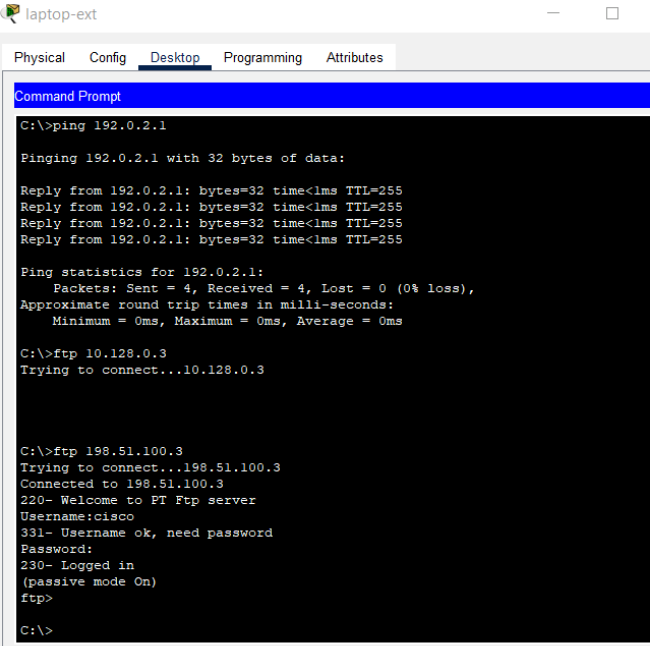 laptop-ext
Physical Config Desktop Programming Attributes
Command Prompt
C:\>ping 192.0.2.1
Pinging 192.0.2.1 with 32 bytes of data:
Reply from 192.0.2.1: bytes=32 time<1ms TTL=255
Reply from 192.0.2.1: bytes=32 time<1ms TTL=255
Reply from 192.0.2.1: bytes=32 time<1ms TTL=255
Reply from 192.0.2.1: bytes=32 time<1ms TTL=255
Ping statistics for 192.0.2.1:
Packets: Sent = 4, Received = 4, Lost = 0 (0% loss),
Approximate round trip times in milli-seconds:
Minimum = 0ms, Maximum = 0ms, Average = 0ms
C:\>ftp 10.128.0.3
Trying to connect...10.128.0.3
C:\>ftp 198.51.100.3
Trying to connect...198.51.100.3
Connected to 198.51.100.3
220- Welcome to PT Ftp server
Username:cisco
331- Username ok, need password
Password:
230- Logged in
(passive mode On)
ftp>
C:\>